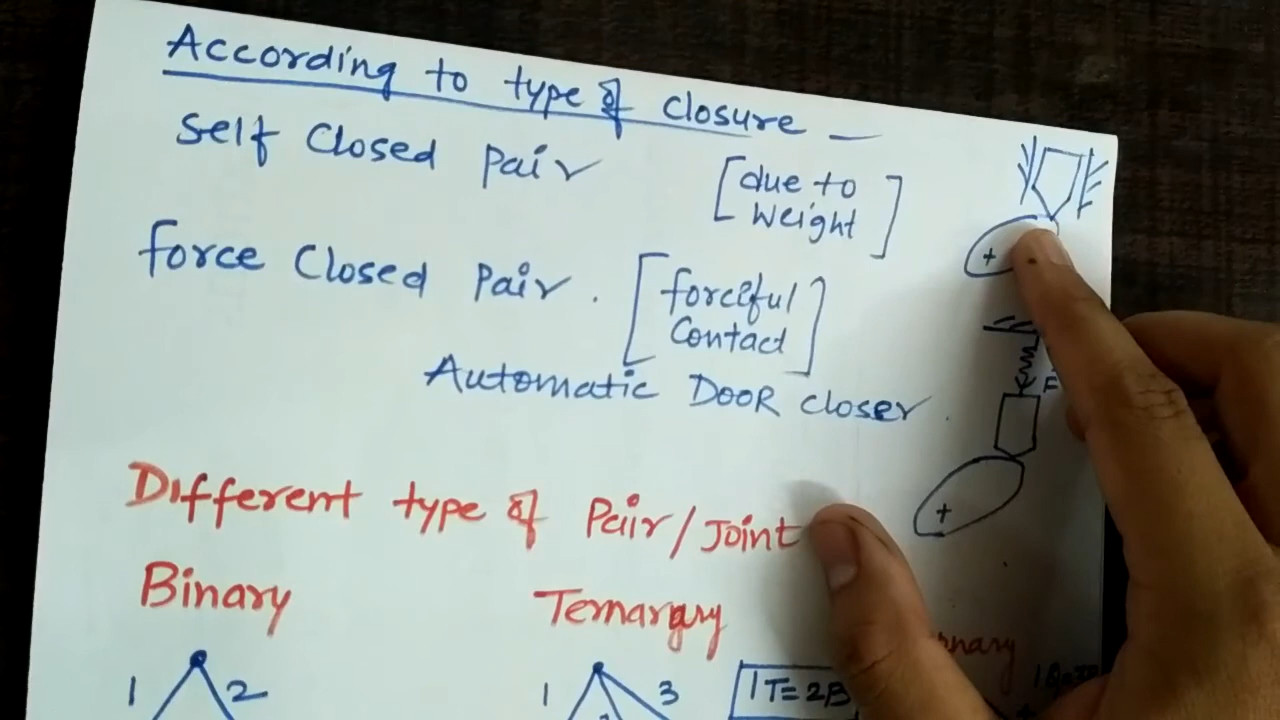 According to type of closure —
Self Closed Pair [due to
Weight]
force Closed Pair. [forceful
Contact]
F
Automatic DOOR closer.
Different type of Pair/Joint
Binary Ternary
1 2 1 3 1T=2B